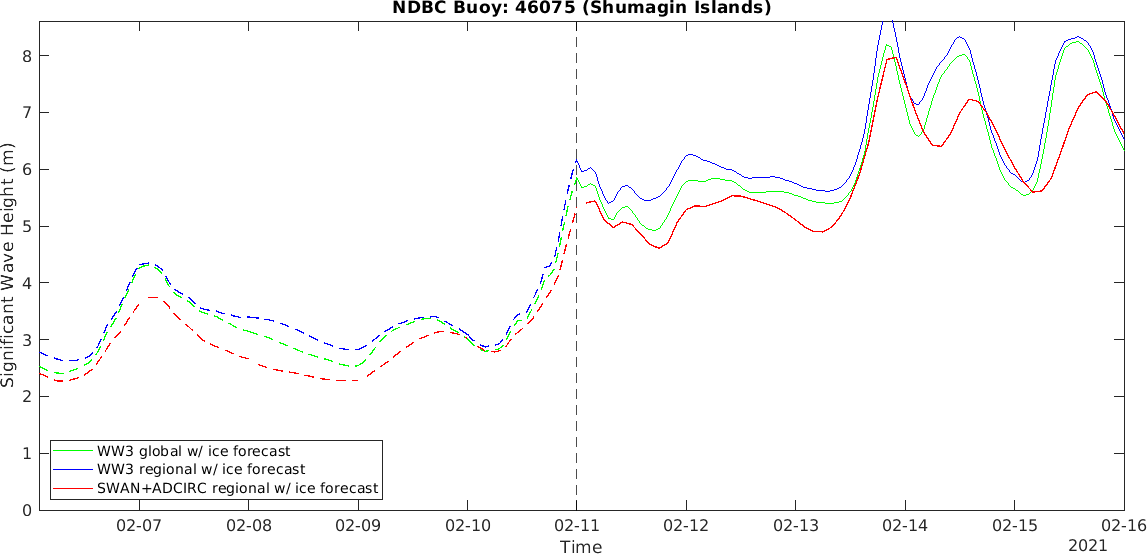 NDBC Buoy: 46075 (Shumagin Islands)
Significant Wave Height (m)
8
7
6
5
4
3
2
1
0
WW3 global w/ ice forecast
WW3 regional w/ ice forecast
SWAN+ADCIRC regional w/ ice forecast
02-07 02-08 02-09 02-10 02-11 02-12 02-13 02-14 02-15 02-16
Time
2021